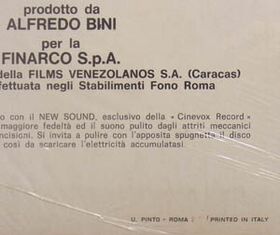 prodotto da
ALFREDO BINI
per la
FINARCO S.p.A.
della FILMS VENEZOLANOS S.A. (Caracas)
effettuata negli Stabilimenti Fono Roma
o con il NEW SOUND, esclusivo della « Cinevox Record »
maggiore fedeltà ed il suono pulito dagli attriti meccanici
incisioni. Si invita a pulire con l'apposita spugnetta il disco
così da scaricare l'elettricità accumulatasi.
U. PINTO - ROMA PRINTED IN ITALY